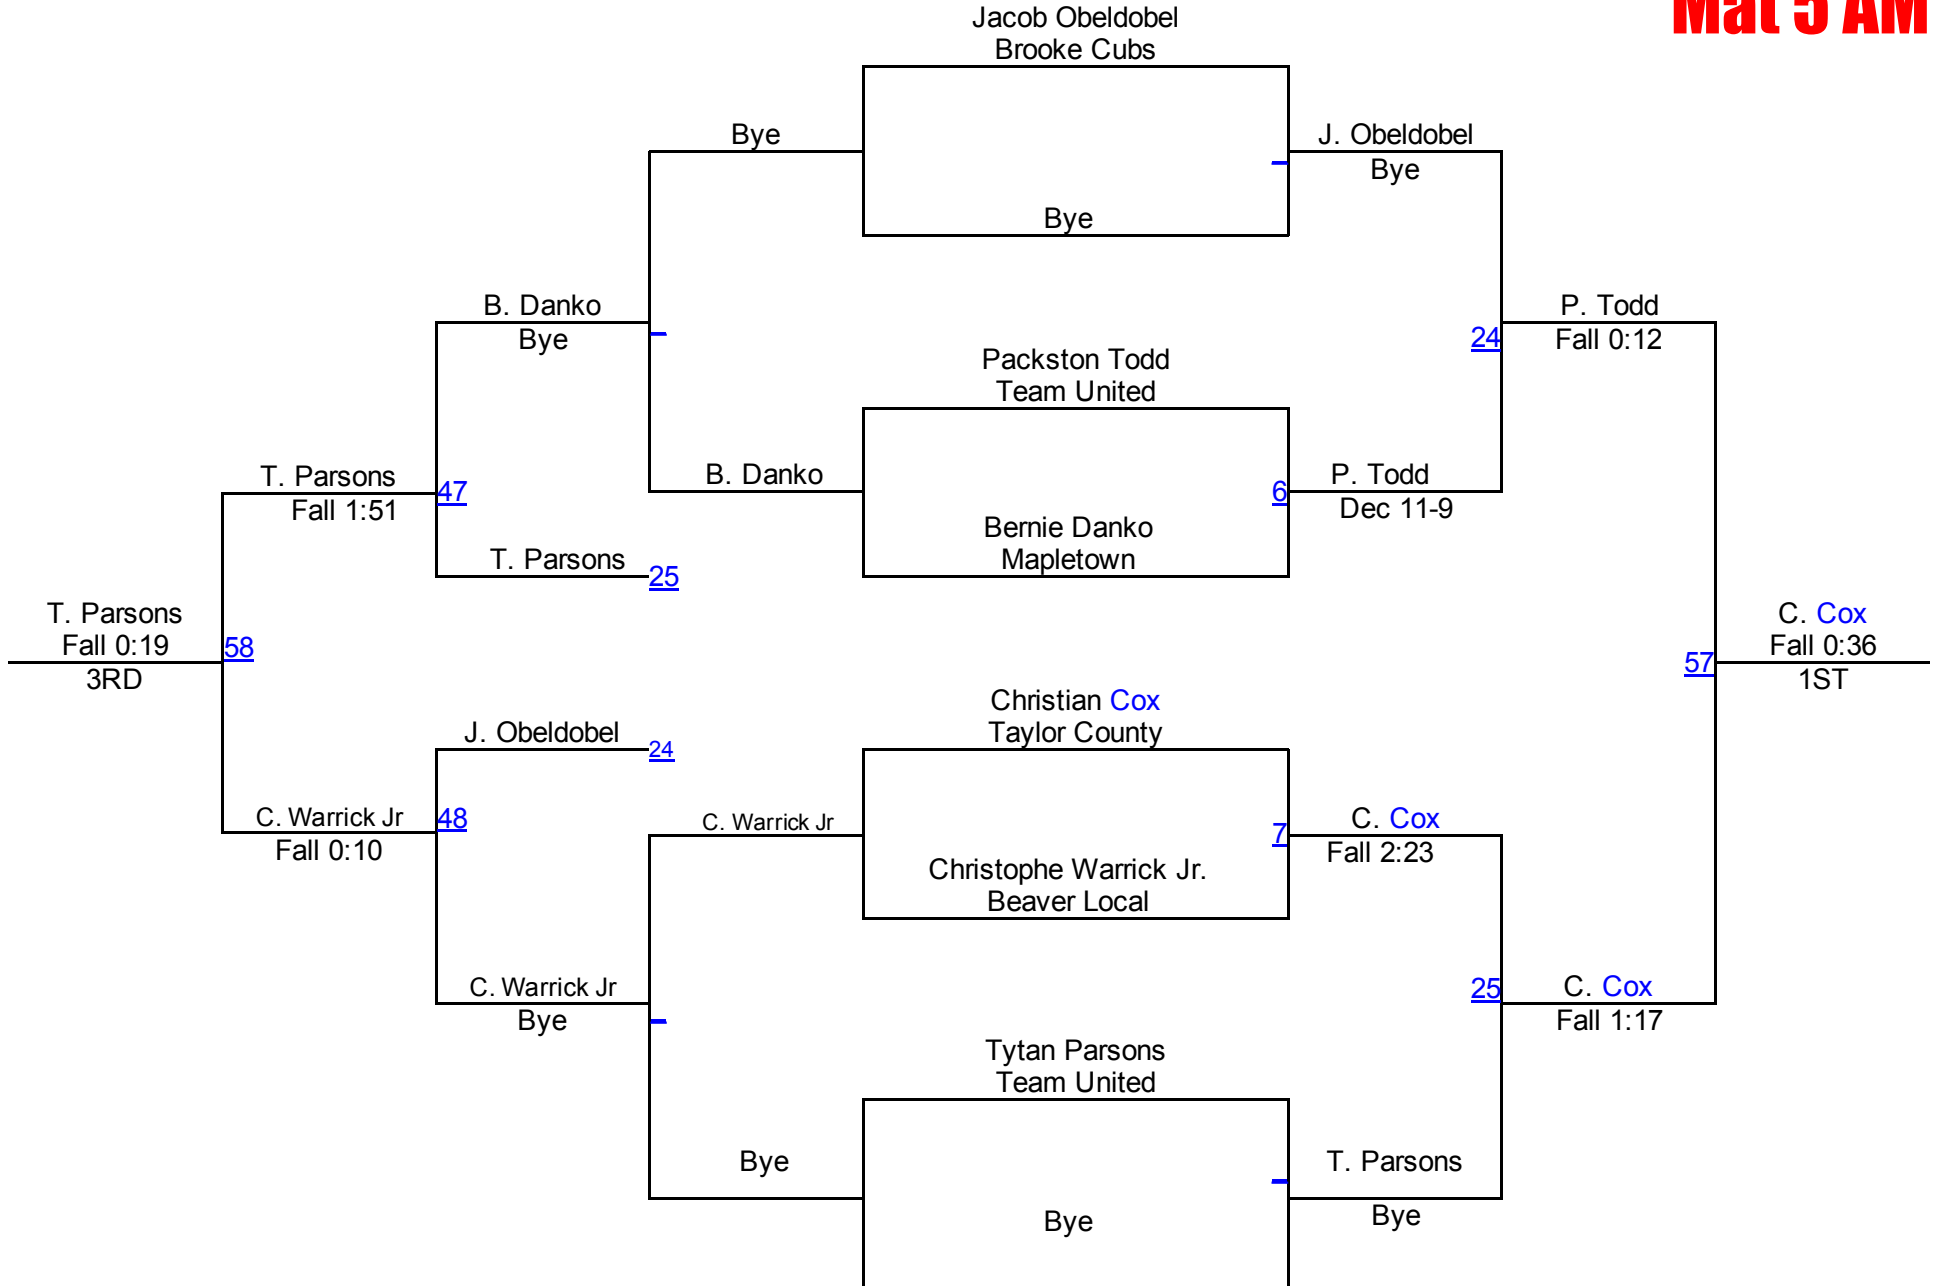 Mat 5 AM
Jacob Obeldobel
Brooke Cubs
Bye
J. Obeldobel
Bye
Bye
B. Danko
Bye
P. Todd
Fall 0:12
24
Packston Todd
Team United
B. Danko
6
P. Todd
Dec 11-9
Bernie Danko
Mapletown
T. Parsons
Fall 1:51
47
T. Parsons
25
T. Parsons
Fall 0:19
3RD
58
C. Cox
Fall 0:36
1ST
57
Christian Cox
Taylor County
J. Obeldobel
24
C. Warrick Jr
Fall 0:10
48
C. Warrick Jr
7
C. Cox
Fall 2:23
Christophe Warrick Jr.
Beaver Local
C. Warrick Jr
Bye
25
C. Cox
Fall 1:17
Tytan Parsons
Team United
Bye
T. Parsons
Bye
Bye